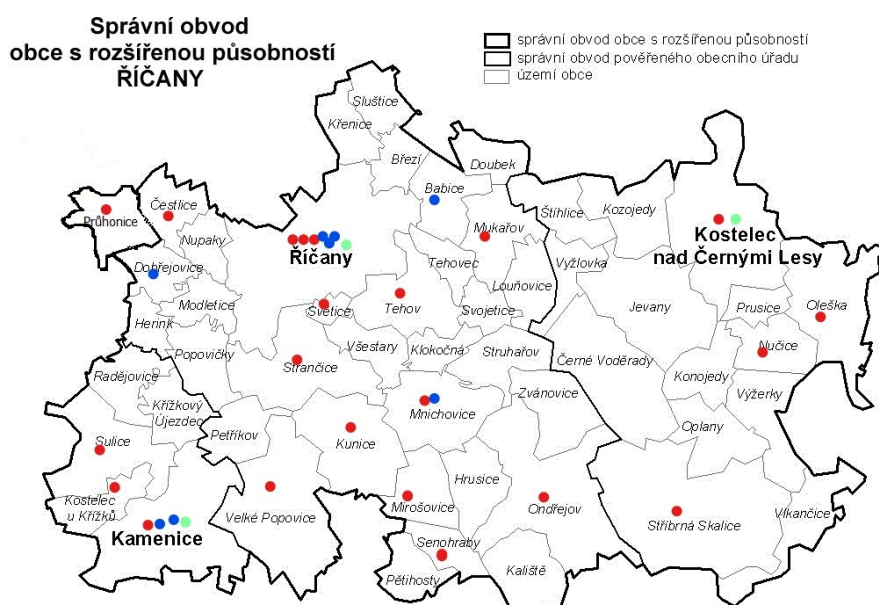 Správní obvod
obce s rozšířenou působností
ŘÍČANY
správní obvod obce s rozšířenou působností
správní obvod pověřeného obecního úřadu
území obce
Sluštice
Křenice
Březí
Doubek
Babice
Průhonice
Čestlice
Nupaky
Mukařov
Štíhlice
Kozojedy
Kostelec
nad Černými Lesy
Říčany
Dobřejovice
Tehovec
Louňovice
Vyžlovka
Modletice
Herink
Světice
Tehov
Svojetice
Jevany
Prusice
Oleška
Nučice
Popovičky
Všestary
Klokočná
Struhařov
Černé Voděrady
Strančice
Radějovice
Konojedy
Výžerky
Křížkový
Újezdec
Mnichovice
Zvánovice
Oplany
Sulice
Petříkov
Kunice
Hrusice
Kostelec
u Křížků
Velké Popovice
Mirošovice
Ondřejov
Stříbrná Skalice
Vlkančice
Kamenice
Senohraby
Pětihosty
Kaliště